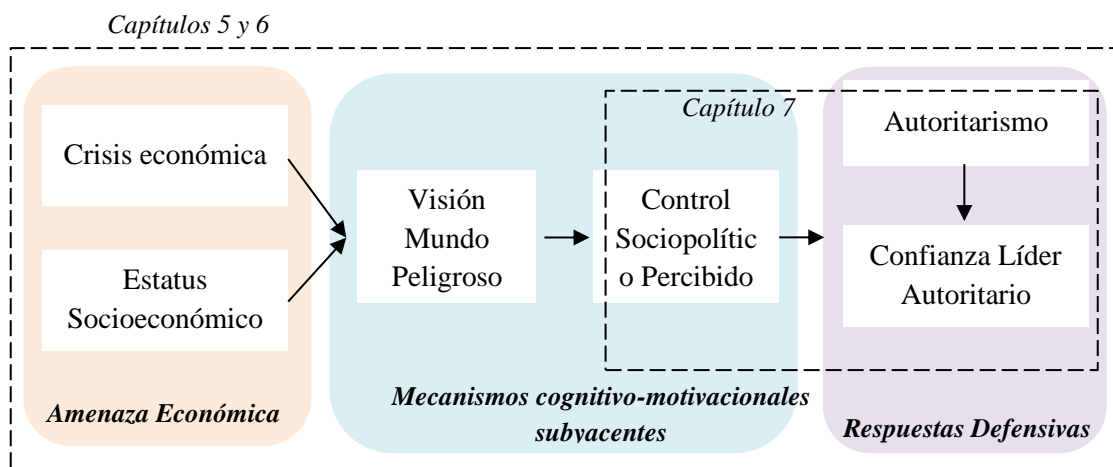 Capítulos 5 y 6
Crisis económica
Estatus
Socioeconómico
Amenaza Económica
Visión
Mundo
Peligroso
Capítulo 7
Control
Sociopolític
o Percibido
Mecanismos cognitivo-motivacionales
subyacentes
Autoritarismo
Confianza Líder
Autoritario
Respuestas Defensivas